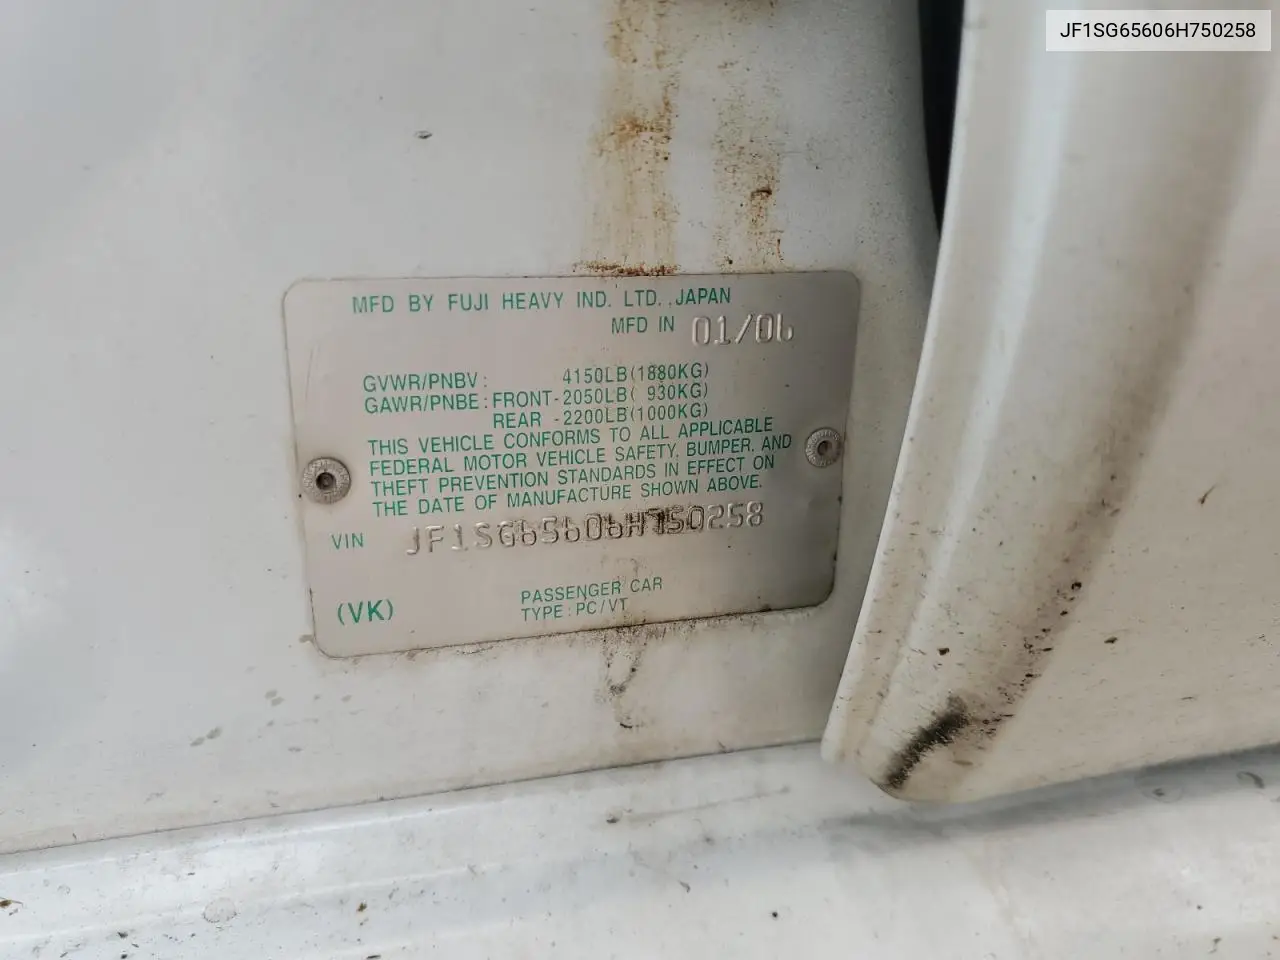 JF1SG65606H750258
MFD BY FUJI HEAVY IND. LTD. JAPAN
MFD IN 01/06
GVWR/PNBV: 4150LB(1880KG)
GAWR/PNBE: FRONT-2050LB( 930KG)
REAR -2200LB(1000KG)
THIS VEHICLE CONFORMS TO ALL APPLICABLE
FEDERAL MOTOR VEHICLE SAFETY, BUMPER, AND
THEFT PREVENTION STANDARDS IN EFFECT ON
THE DATE OF MANUFACTURE SHOWN ABOVE.
VIN JF1SG65606H750258
PASSENGER CAR
(VK) TYPE: PC/VT